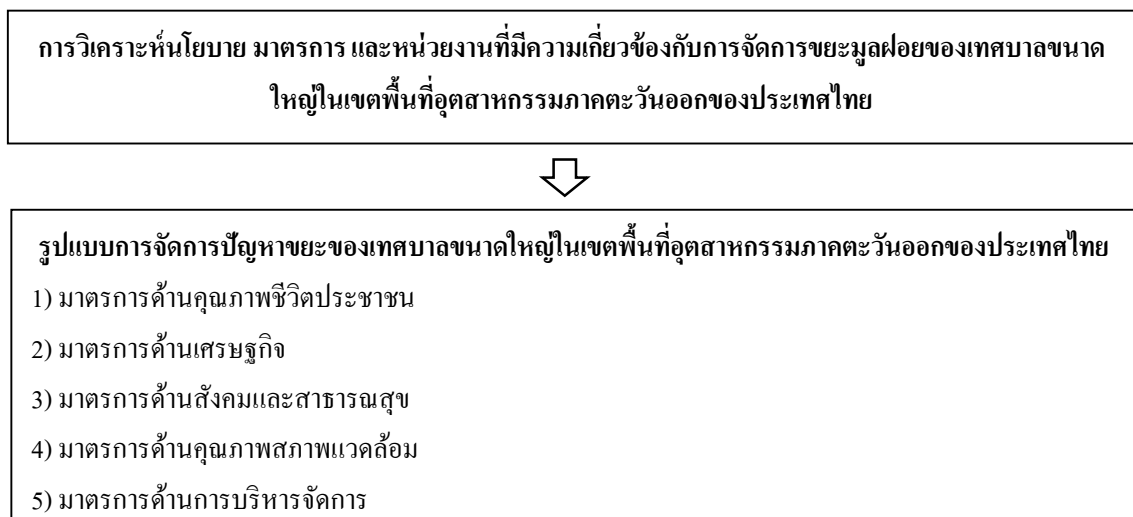 การวิเคราะห์นโยบาย มาตรการ และหน่วยงานที่มีความเกี่ยวข้องกับการจัดการขยะมูลฝอยของเทศบาลขนาด
ใหญ่ในเขตพื้นที่อุตสาหกรรมภาคตะวันออกของประเทศไทย
รูปแบบการจัดการปัญหาขยะของเทศบาลขนาดใหญ่ในเขตพื้นที่อุตสาหกรรมภาคตะวันออกของประเทศไทย
1) มาตรการด้านคุณภาพชีวิตประชาชน
2) มาตรการด้านเศรษฐกิจ
3) มาตรการด้านสังคมและสาธารณสุข
4) มาตรการด้านคุณภาพสภาพแวดล้อม
5) มาตรการด้านการบริหารจัดการ